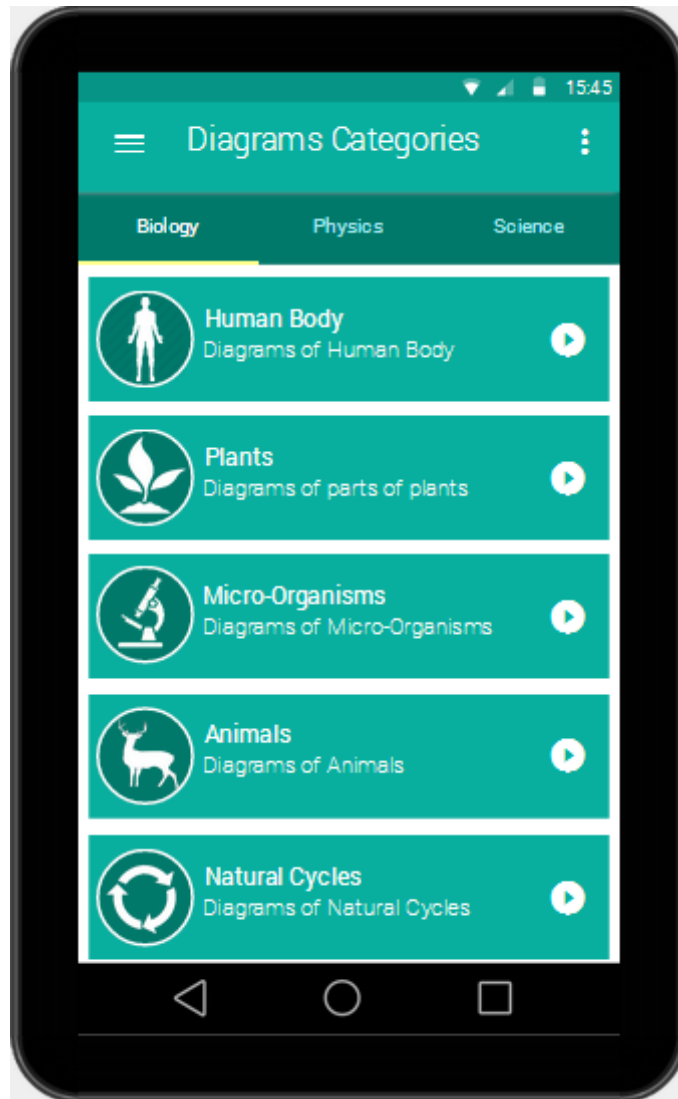 15:45
Diagrams Categories
Biology Physics Science
Human Body
Diagrams of Human Body
Plants
Diagrams of parts of plants
Micro-Organisms
Diagrams of Micro-Organisms
Animals
Diagrams of Animals
Natural Cycles
Diagrams of Natural Cycles